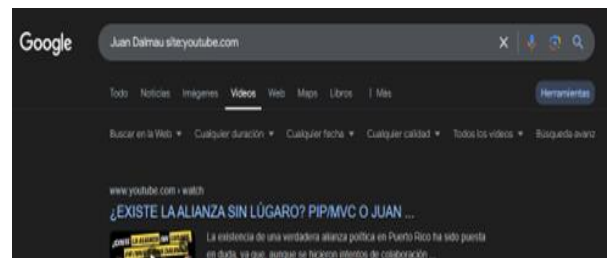 Google
Juan Dalmau site:youtube.com
Todo Noticias Imágenes Videos Web Maps Libros Más Herramientas
Buscar en la Web Cualquier duración Cualquier fecha Cualquier calidad Todos los videos Búsqueda avanz
www.youtube.com › watch
¿EXISTE LA ALIANZA SIN LÚGARO? PIP/MVC O JUAN ...
La existencia de una verdadera alianza política en Puerto Rico ha sido puesta
en duda, ya que, aunque se hicieron intentos de colaboración ...